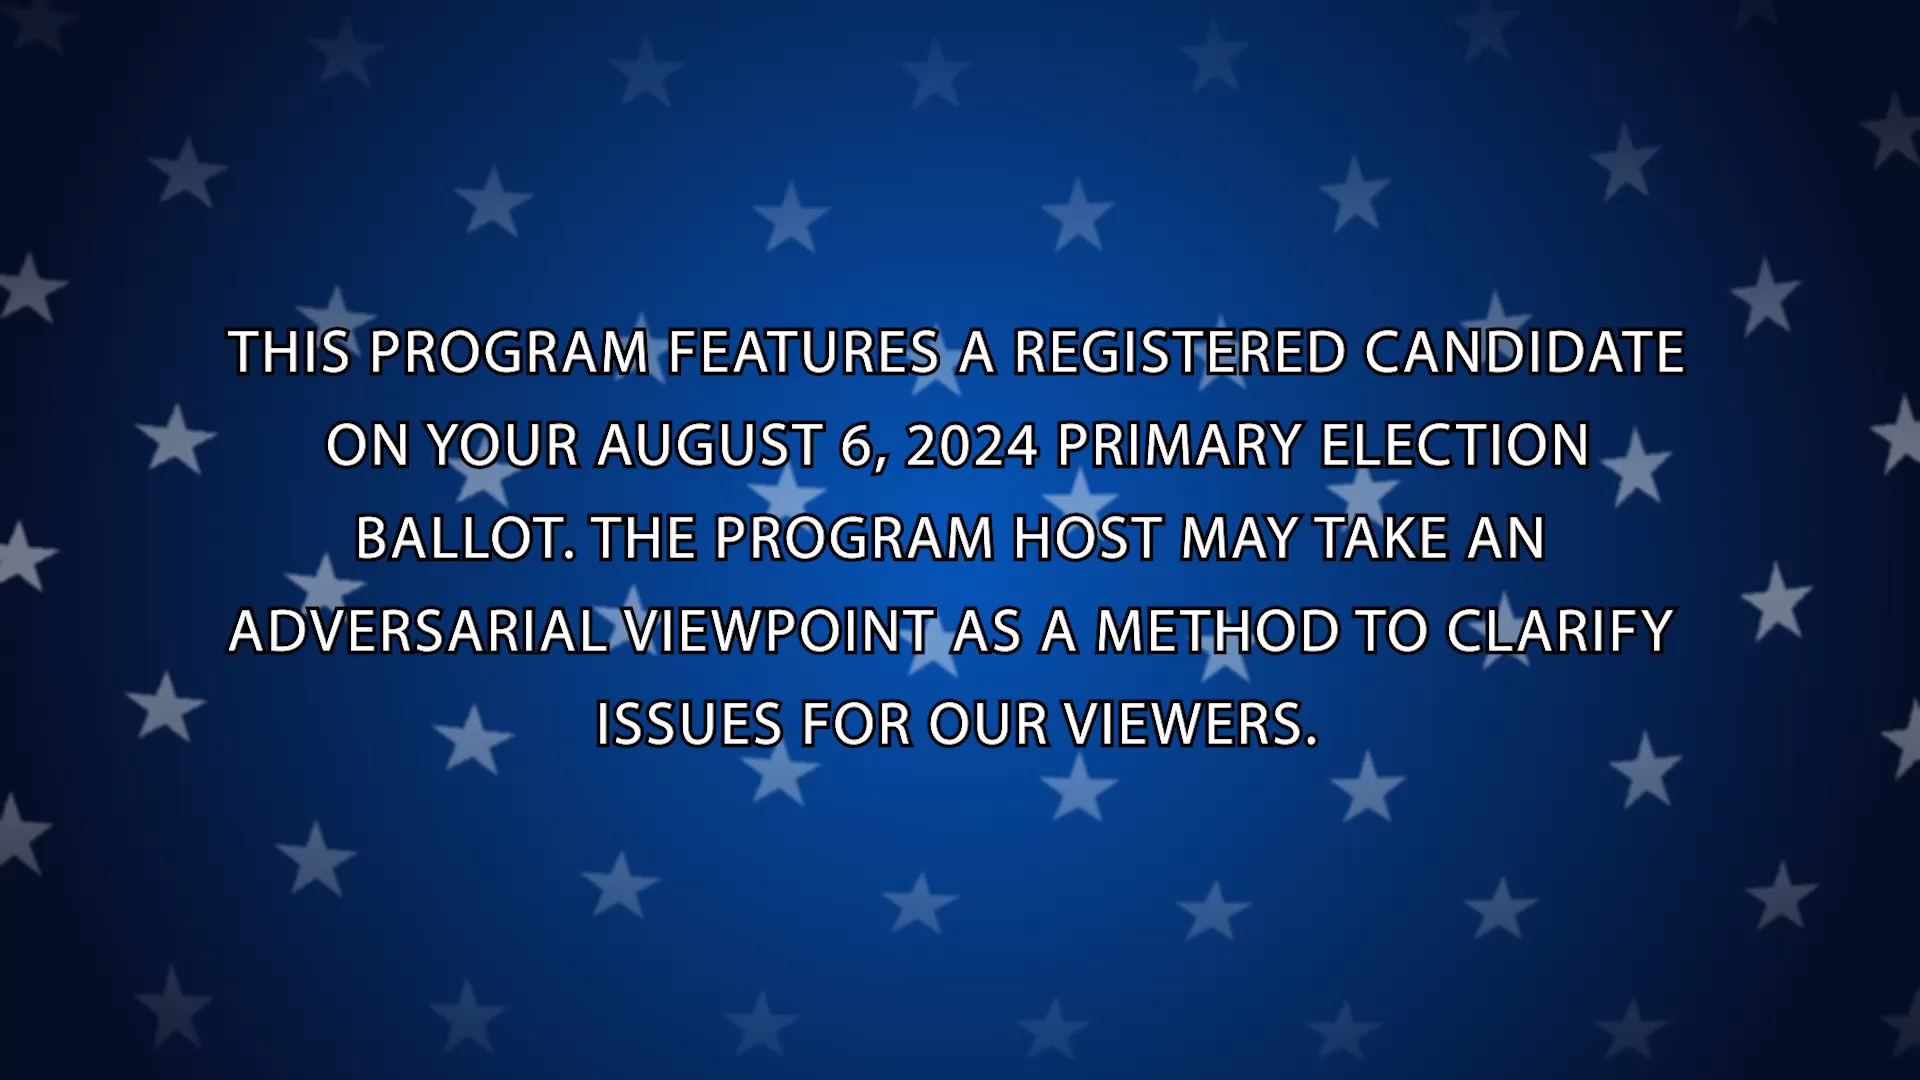 THIS PROGRAM FEATURES A REGISTERED CANDIDATE
ON YOUR AUGUST 6, 2024 PRIMARY ELECTION
BALLOT. THE PROGRAM HOST MAY TAKE AN
ADVERSARIAL VIEWPOINT AS A METHOD TO CLARIFY
ISSUES FOR OUR VIEWERS.